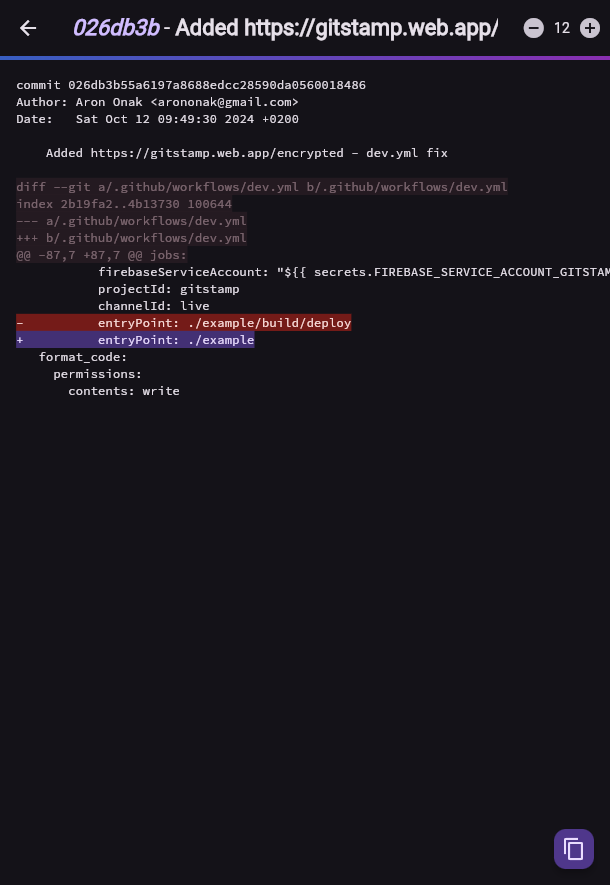 026db3b - Added https://gitstamp.web.app/
12
commit 026db3b55a6197a8688edcc28590da0560018486
Author: Aron Onak <arononak@gmail.com>
Date:   Sat Oct 12 09:49:30 2024 +0200
    Added https://gitstamp.web.app/encrypted - dev.yml fix
diff --git a/.github/workflows/dev.yml b/.github/workflows/dev.yml
index 2b19fa2..4b13730 100644
--- a/.github/workflows/dev.yml
+++ b/.github/workflows/dev.yml
@@ -87,7 +87,7 @@ jobs:
           firebaseServiceAccount: "${{ secrets.FIREBASE_SERVICE_ACCOUNT_GITSTAM
           projectId: gitstamp
           channelId: live
-          entryPoint: ./example/build/deploy
+          entryPoint: ./example
   format_code:
     permissions:
       contents: write